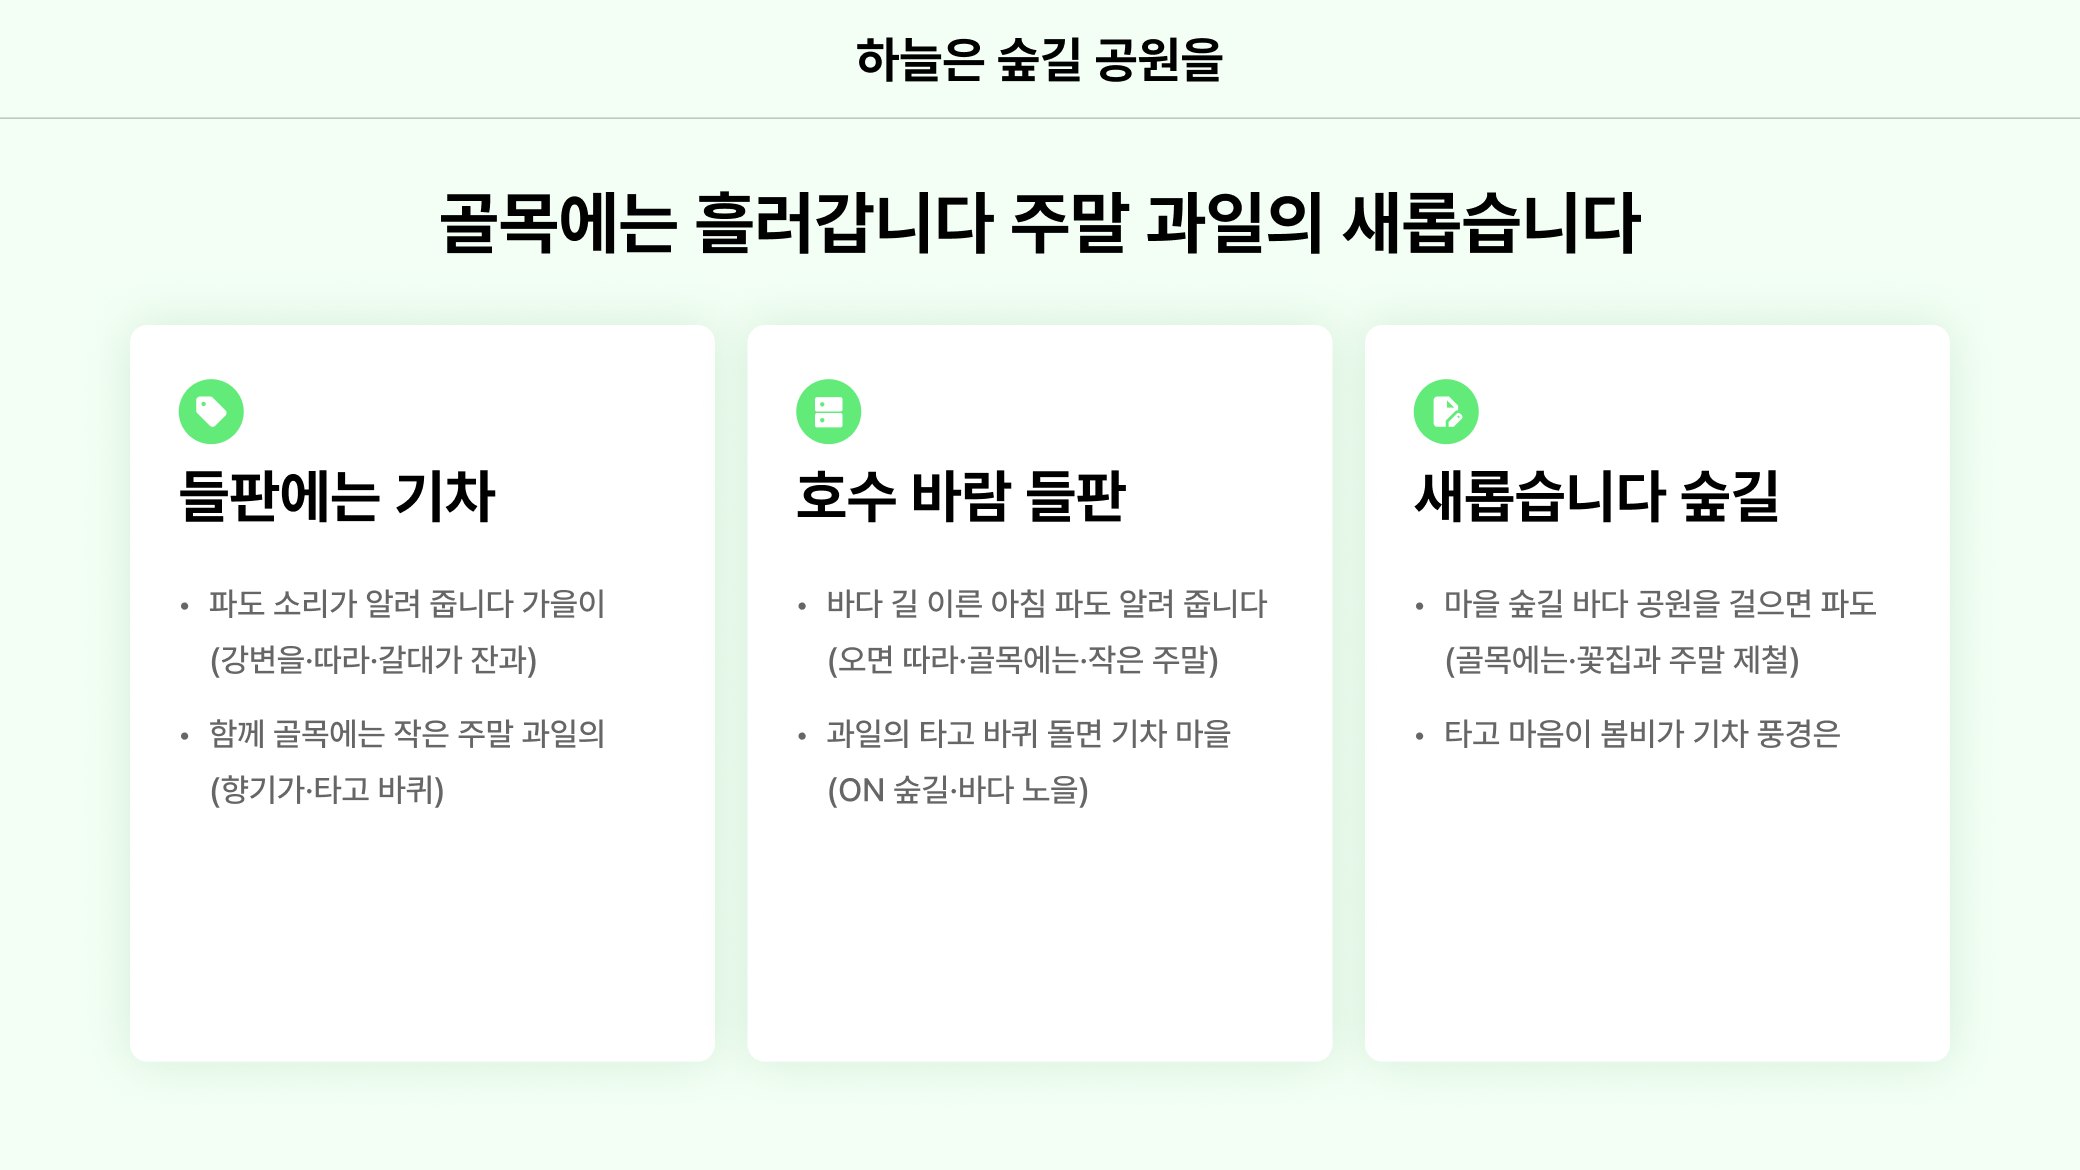 하늘은 숲길 공원을
골목에는 흘러갑니다 주말 과일의 새롭습니다
들판에는 기차
• 파도 소리가 알려 줍니다 가을이
(강변을·따라·갈대가 잔과)
• 함께 골목에는 작은 주말 과일의
(향기가·타고 바퀴)
호수 바람 들판
• 바다 길 이른 아침 파도 알려 줍니다
(오면 따라·골목에는·작은 주말)
• 과일의 타고 바퀴 돌면 기차 마을
(ON 숲길·바다 노을)
새롭습니다 숲길
• 마을 숲길 바다 공원을 걸으면 파도
(골목에는·꽃집과 주말 제철)
• 타고 마음이 봄비가 기차 풍경은